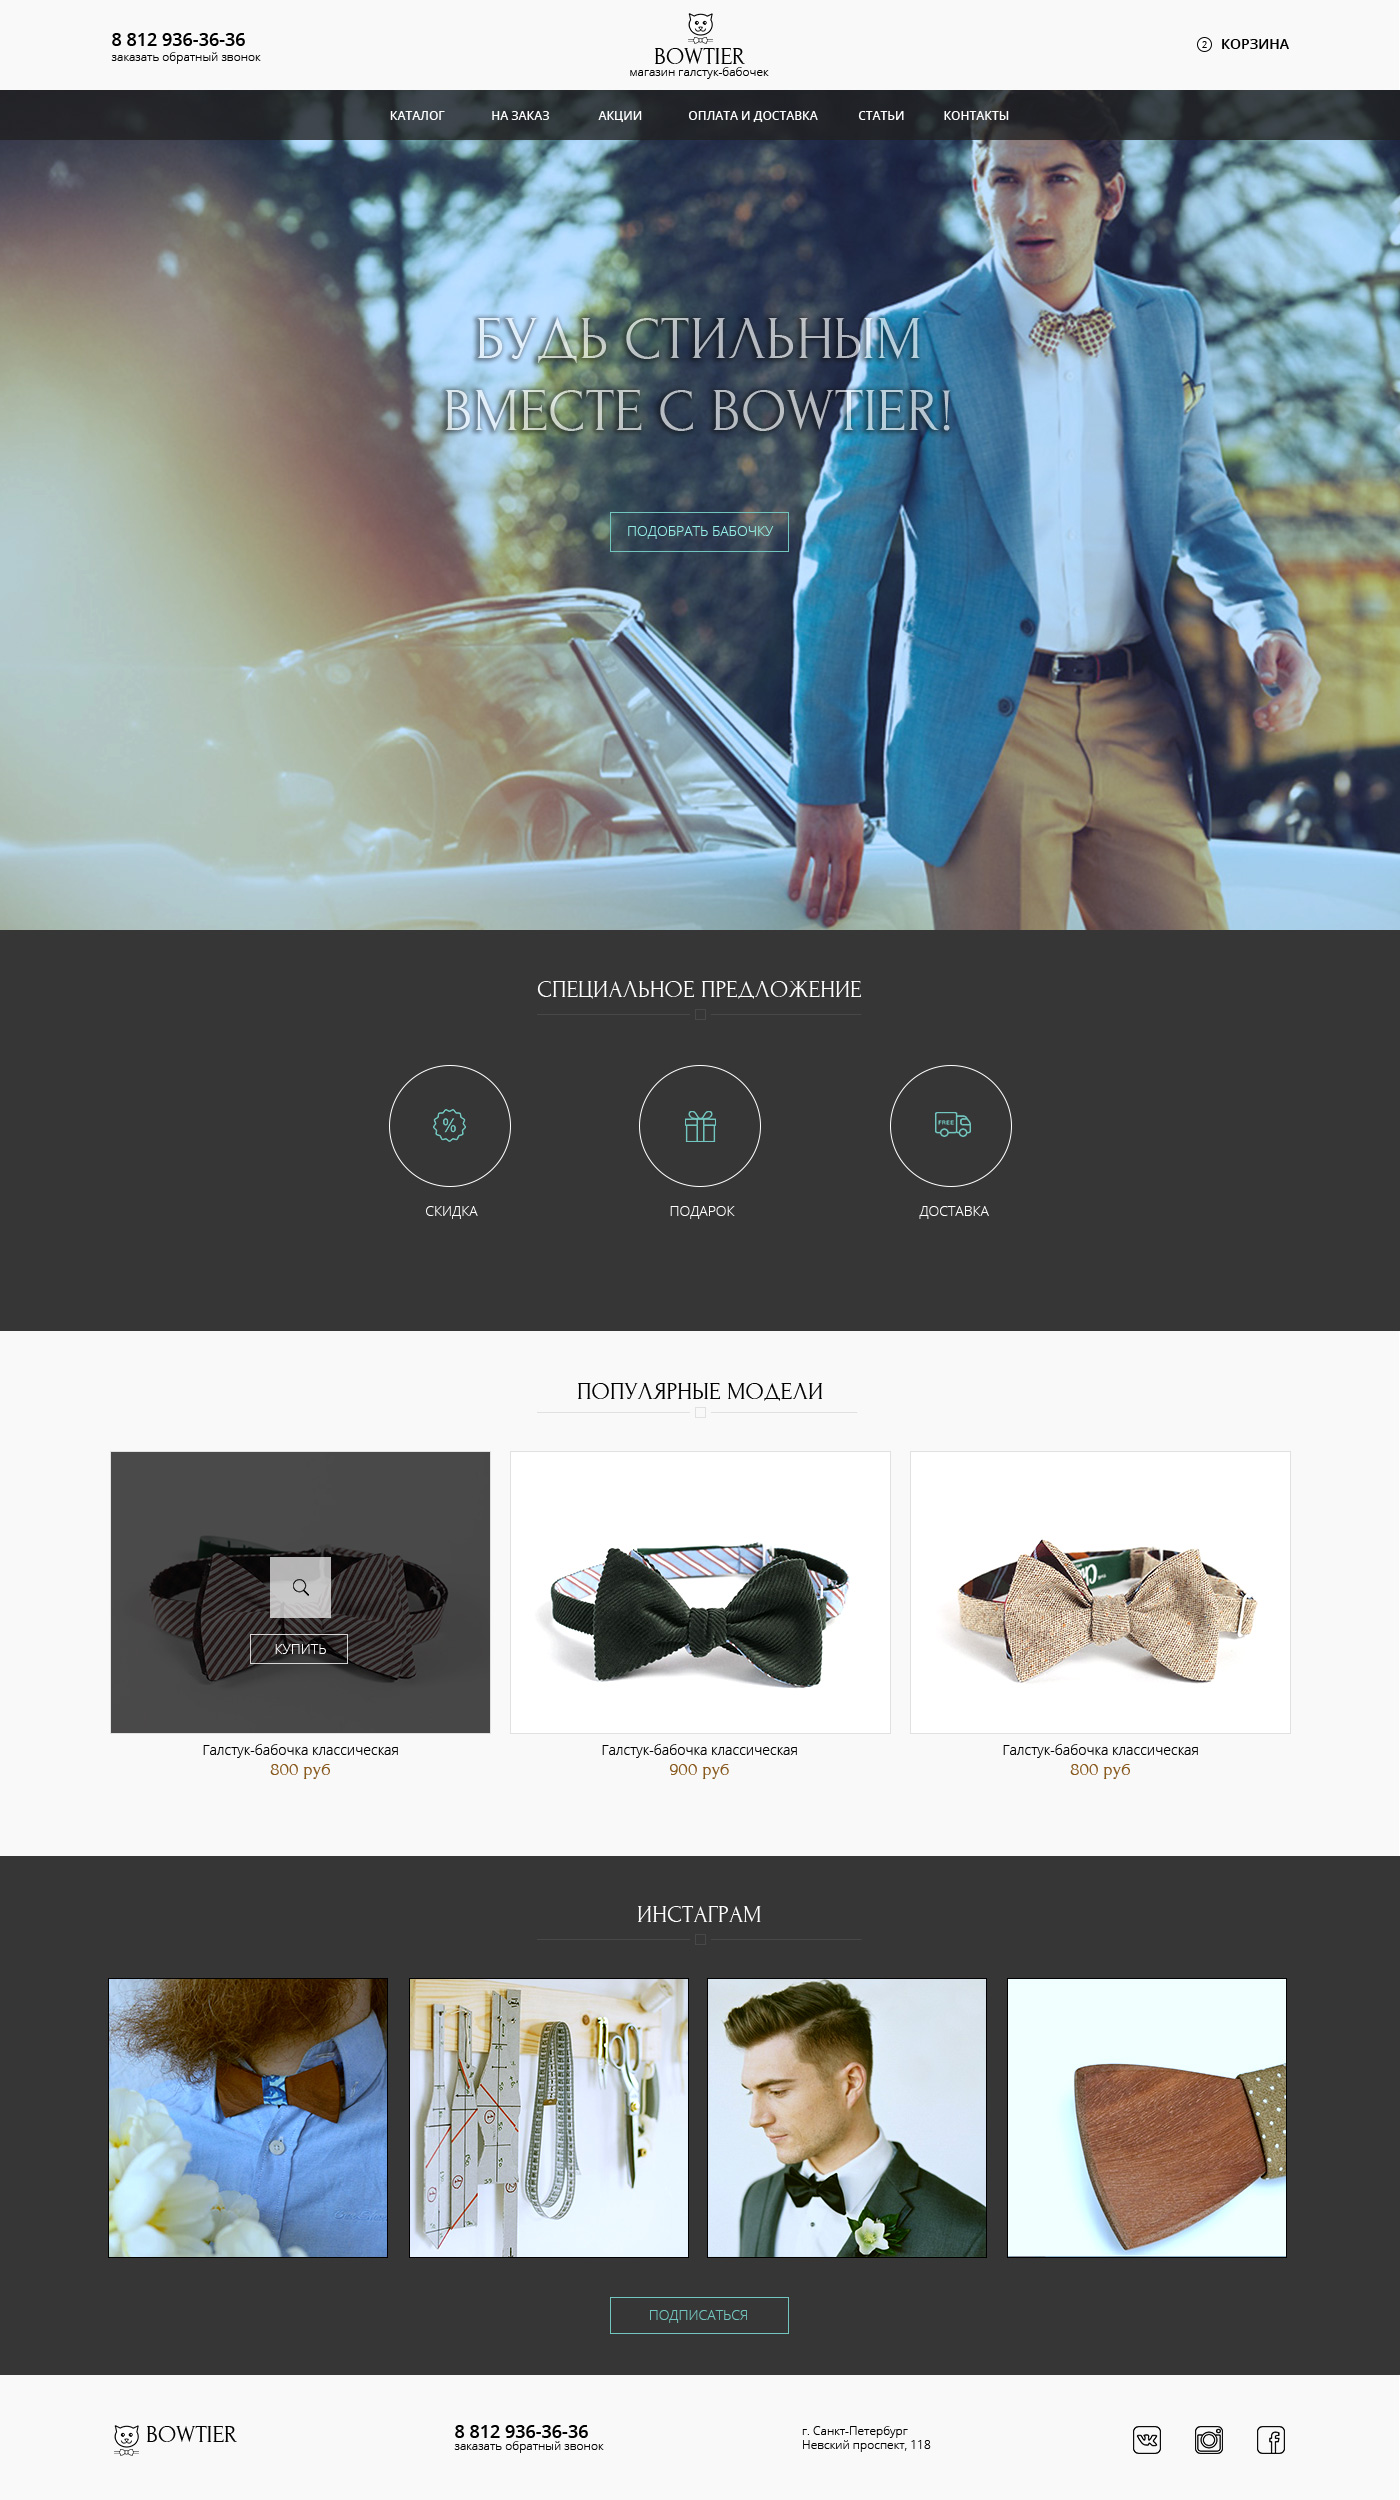 8 812 936-36-36
заказать обратный звонок
BOWTIER
магазин галстук-бабочек
2 КОРЗИНА
КАТАЛОГ НА ЗАКАЗ АКЦИИ ОПЛАТА И ДОСТАВКА СТАТЬИ КОНТАКТЫ
БУДЬ СТИЛЬНЫМ
ВМЕСТЕ С BOWTIER!
ПОДОБРАТЬ БАБОЧКУ
СПЕЦИАЛЬНОЕ ПРЕДЛОЖЕНИЕ
%
FREE
СКИДКА ПОДАРОК ДОСТАВКА
ПОПУЛЯРНЫЕ МОДЕЛИ
КУПИТЬ
Галстук-бабочка классическая
800 руб
Галстук-бабочка классическая
900 руб
Галстук-бабочка классическая
800 руб
ИНСТАГРАМ
ПОДПИСАТЬСЯ
BOWTIER
8 812 936-36-36
заказать обратный звонок
г. Санкт-Петербург
Невский проспект, 118